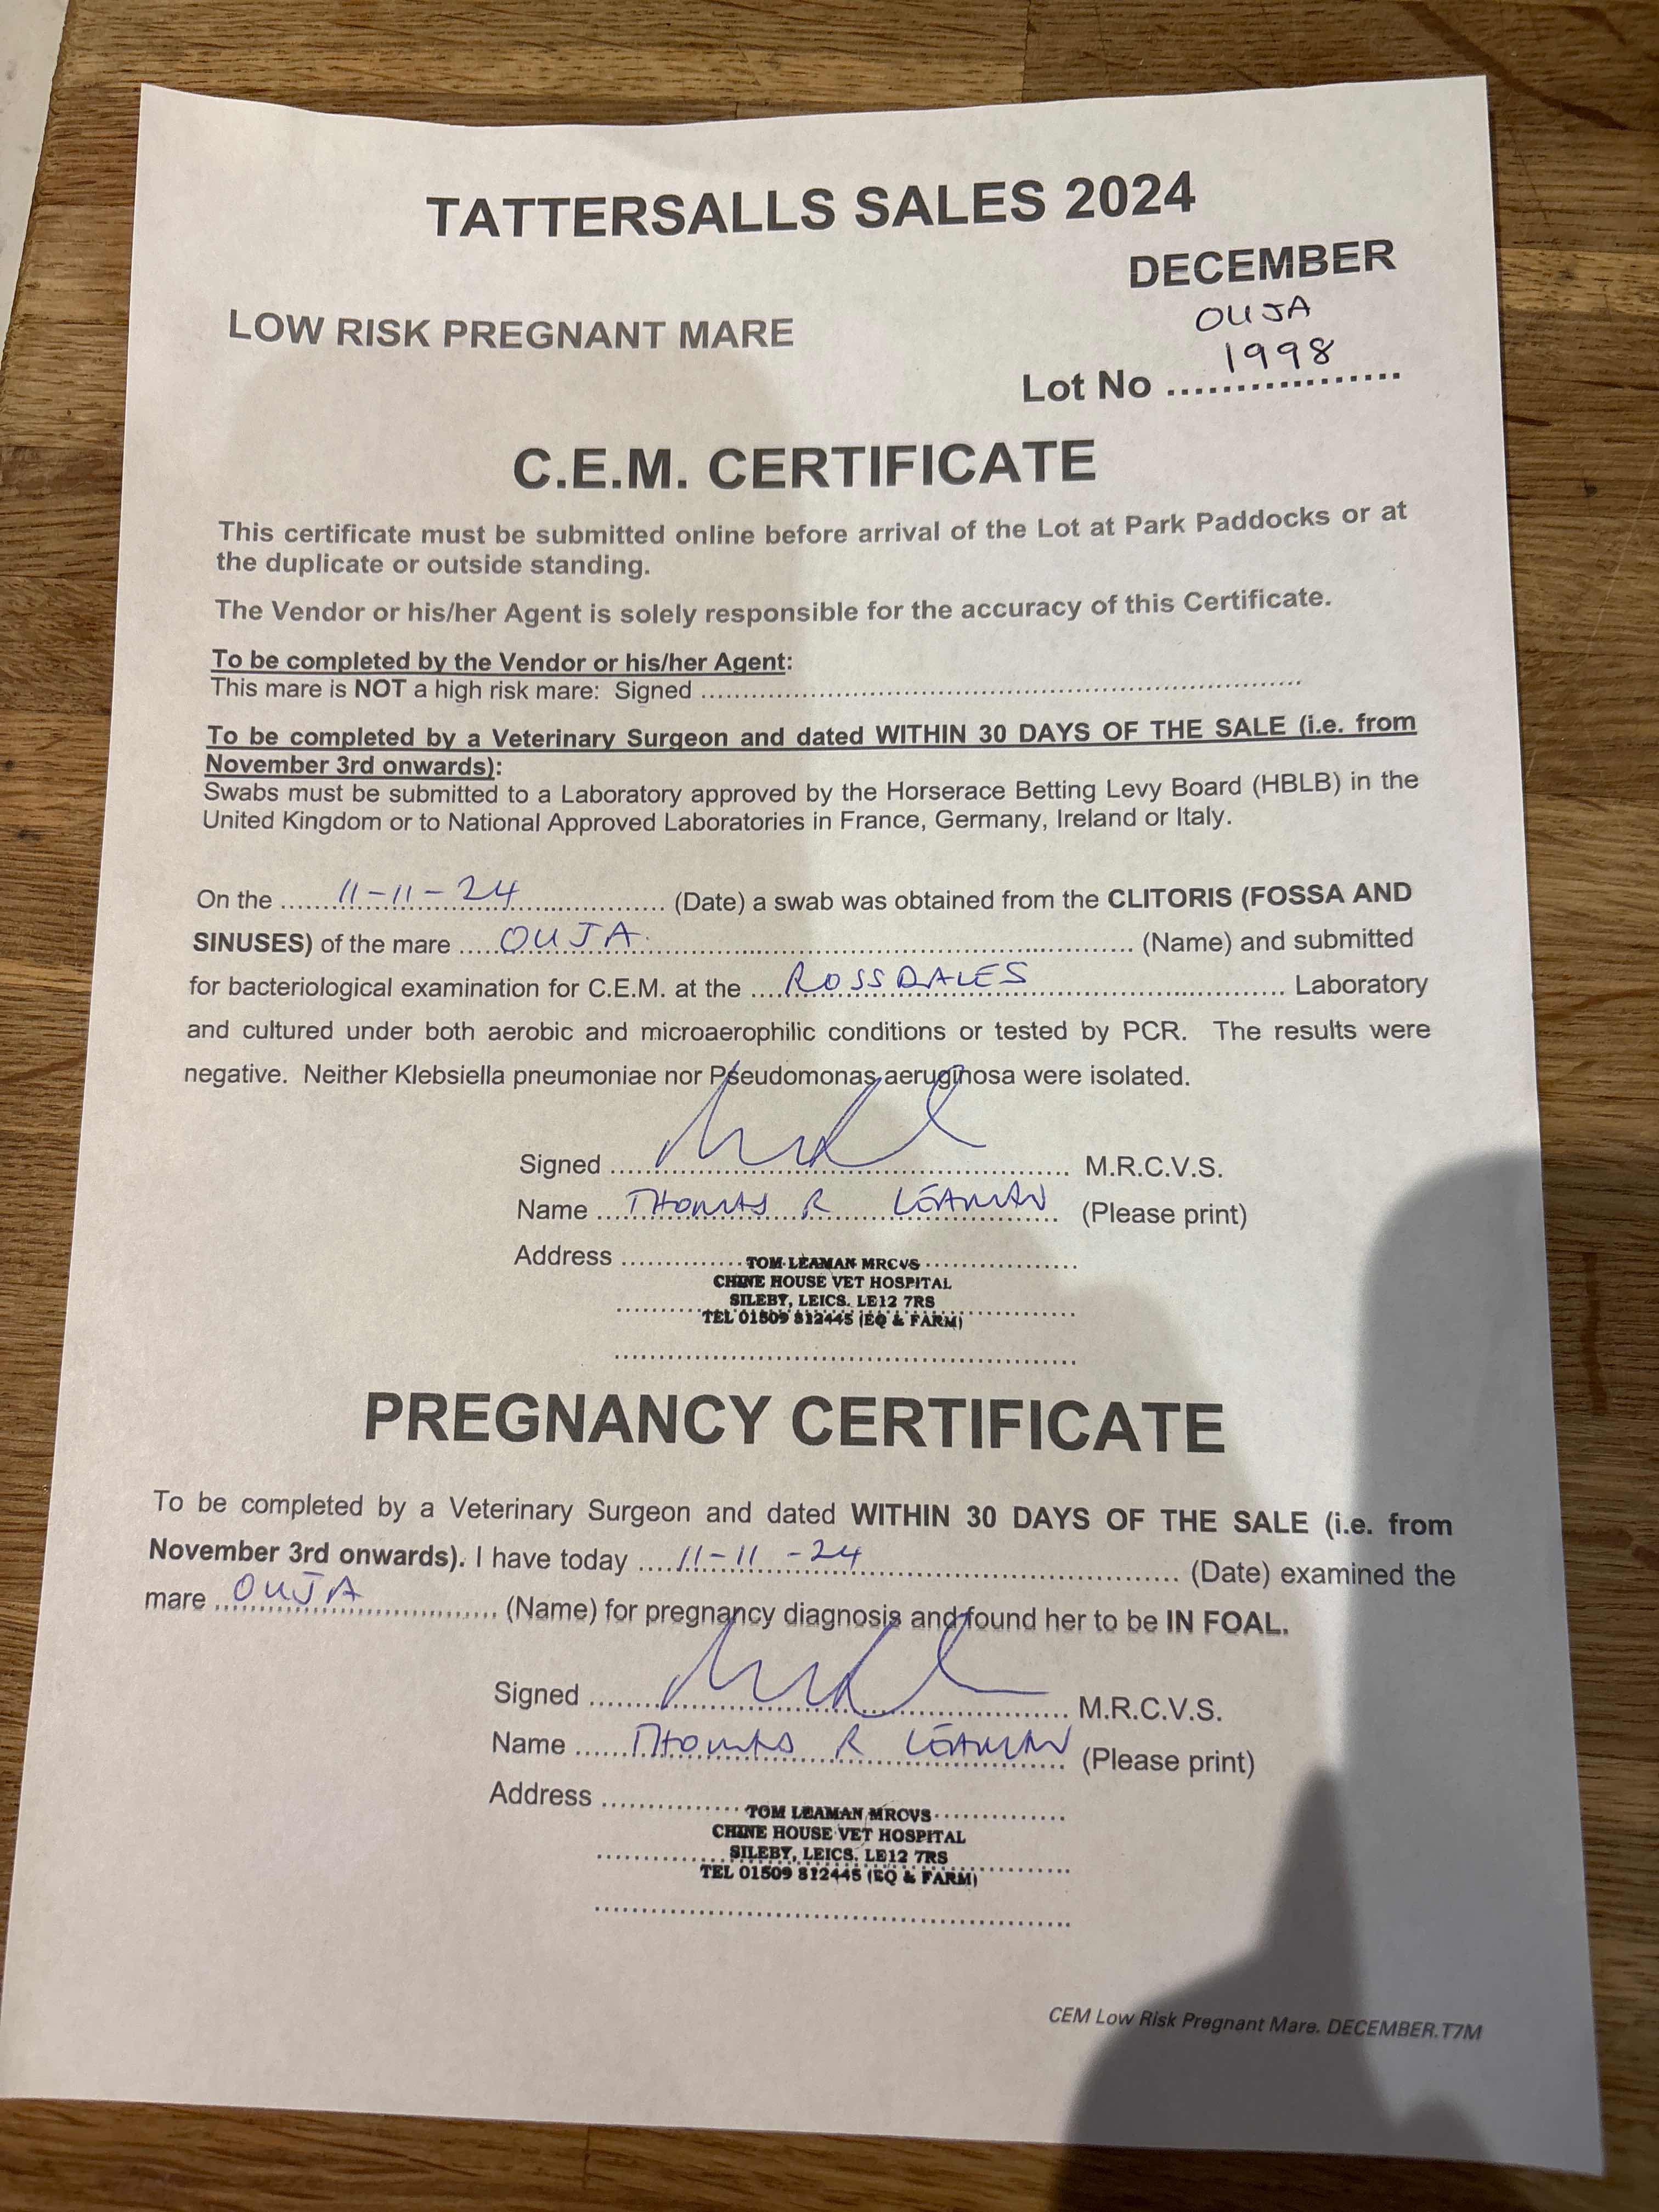 TATTERSALLS SALES 2024
DECEMBER
OUJA
LOW RISK PREGNANT MARE
1998
Lot No ..................
C.E.M. CERTIFICATE
This certificate must be submitted online before arrival of the Lot at Park Paddocks or at
the duplicate or outside standing.
The Vendor or his/her Agent is solely responsible for the accuracy of this Certificate.
To be completed by the Vendor or his/her Agent:
This mare is NOT a high risk mare: Signed ..................
To be completed by a Veterinary Surgeon and dated WITHIN 30 DAYS OF THE SALE (i.e. from
November 3rd onwards):
Swabs must be submitted to a Laboratory approved by the Horserace Betting Levy Board (HBLB) in the
United Kingdom or to National Approved Laboratories in France, Germany, Ireland or Italy.
On the ...... 11-11-24 ...... (Date) a swab was obtained from the CLITORIS (FOSSA AND
SINUSES) of the mare ...... OUJA ...... (Name) and submitted
for bacteriological examination for C.E.M. at the ...... ROSSDALES ...... Laboratory
and cultured under both aerobic and microaerophilic conditions or tested by PCR. The results were
negative. Neither Klebsiella pneumoniae nor Pseudomonas aeruginosa were isolated.
Signed .................. M.R.C.V.S.
Name ...... THOMAS R LEAMAN ...... (Please print)
Address ...... TOM LEAMAN MRCVS ......
CHINE HOUSE VET HOSPITAL
SILEBY, LEICS. LE12 7RS
TEL 01509 812445 (EQ & FARM)
PREGNANCY CERTIFICATE
To be completed by a Veterinary Surgeon and dated WITHIN 30 DAYS OF THE SALE (i.e. from
November 3rd onwards). I have today ...... 11-11-24 ...... (Date) examined the
mare ...... OUJA ...... (Name) for pregnancy diagnosis and found her to be IN FOAL.
Signed .................. M.R.C.V.S.
Name ...... THOMAS R LEAMAN ...... (Please print)
Address ...... TOM LEAMAN MRCVS ......
CHINE HOUSE VET HOSPITAL
SILEBY, LEICS. LE12 7RS
TEL 01509 812445 (EQ & FARM)
CEM Low Risk Pregnant Mare. DECEMBER.T7M